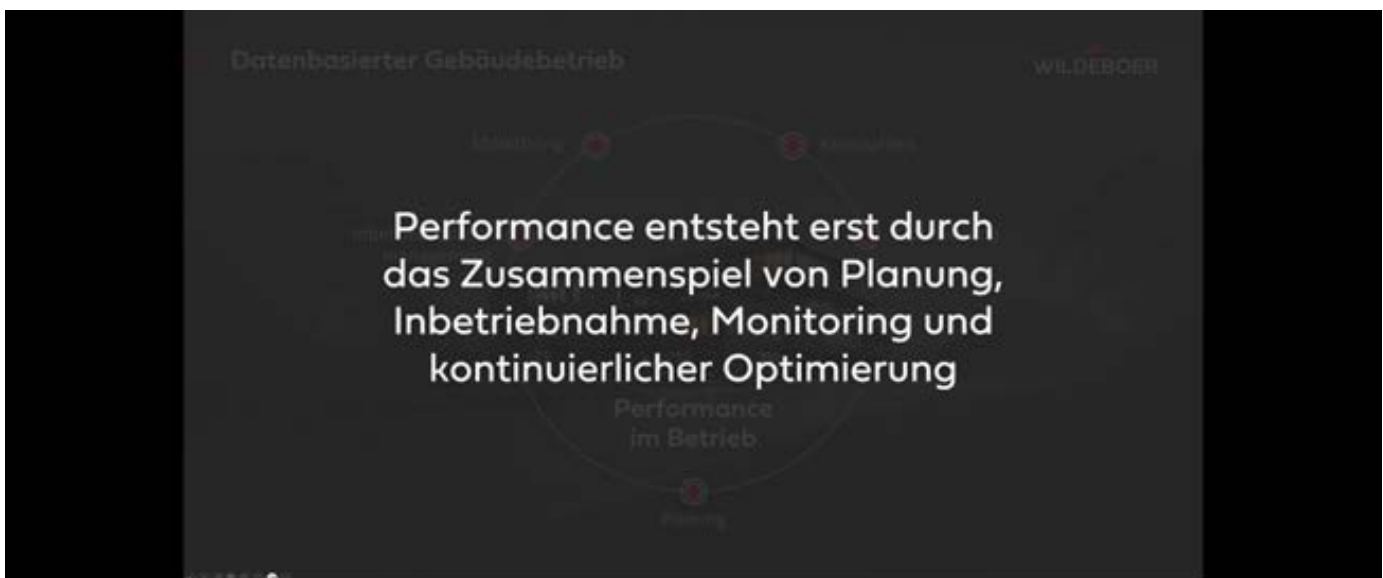 Datenbasierter Gebäudebetrieb
WILDEBOER
Monitoring
Performance entsteht erst durch
das Zusammenspiel von Planung,
Inbetriebnahme, Monitoring und
kontinuierlicher Optimierung
Performance
im Betrieb
Planung